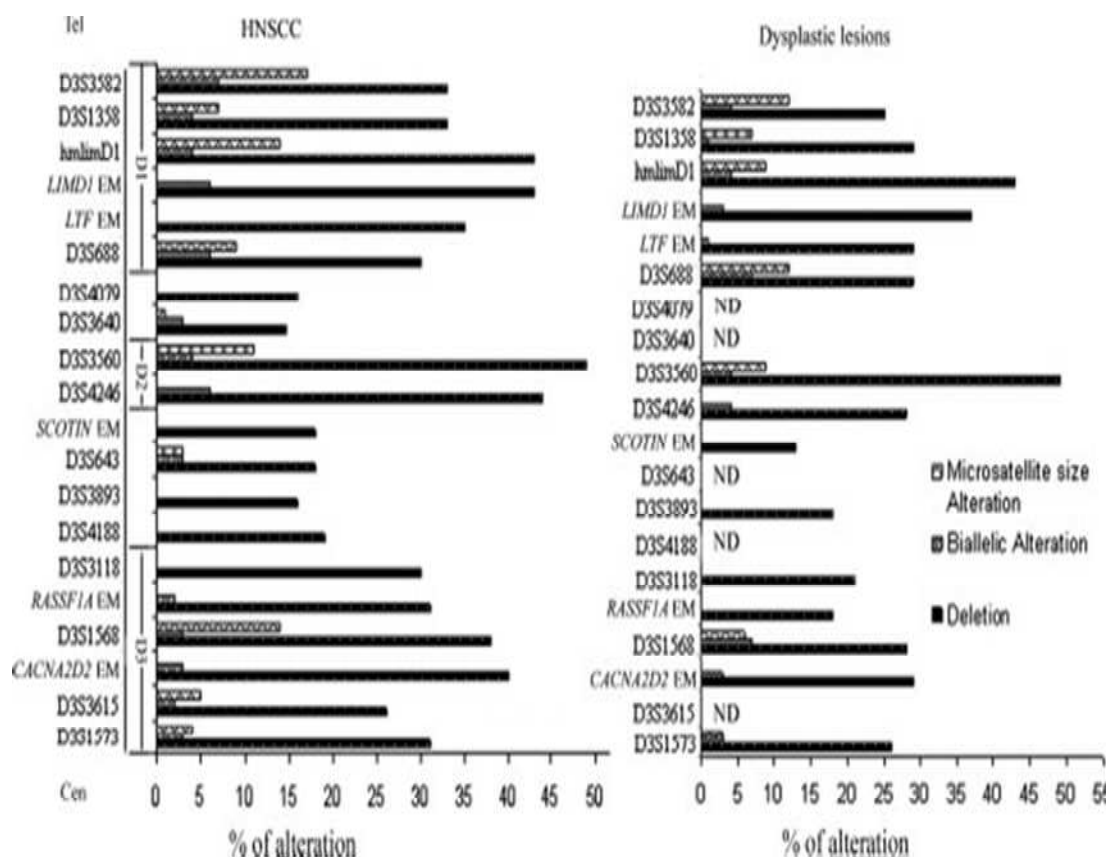 Tel
HNSCC
D3S3582
D3S1358
hmlimD1
LIMD1 EM
LTF EM
D3S688
D3S4079
D3S3640
D3S3560
D3S4246
SCOTIN EM
D3S643
D3S3893
D3S4188
D3S3118
RASSF1A EM
D3S1568
CACNA2D2 EM
D3S3615
D3S1573
D1
D2
D3
Cen
0 5 10 15 20 25 30 35 40 45 50
% of alteration
Dysplastic lesions
D3S3582
D3S1358
hmlimD1
LIMD1 EM
LTF EM
D3S688
D3S4079 ND
D3S3640 ND
D3S3560
D3S4246
SCOTIN EM
D3S643 ND
D3S3893
D3S4188 ND
D3S3118
RASSF1A EM
D3S1568
CACNA2D2 EM
D3S3615 ND
D3S1573
0 5 10 15 20 25 30 35 40 45 50 55
% of alteration
Microsatellite size
Alteration
Biallelic Alteration
Deletion